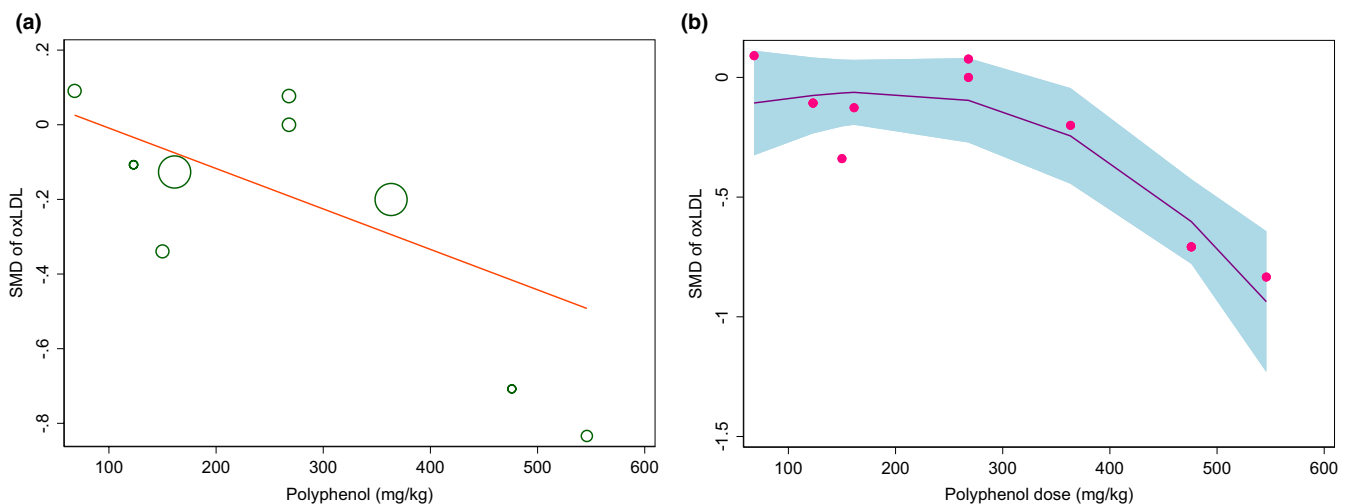 (a)
.2
0
-.2
-.4
-.6
-.8
SMD of oxLDL
100 200 300 400 500 600
Polyphenol (mg/kg)
(b)
0
-.5
-1
-1.5
SMD of oxLDL
100 200 300 400 500 600
Polyphenol dose (mg/kg)